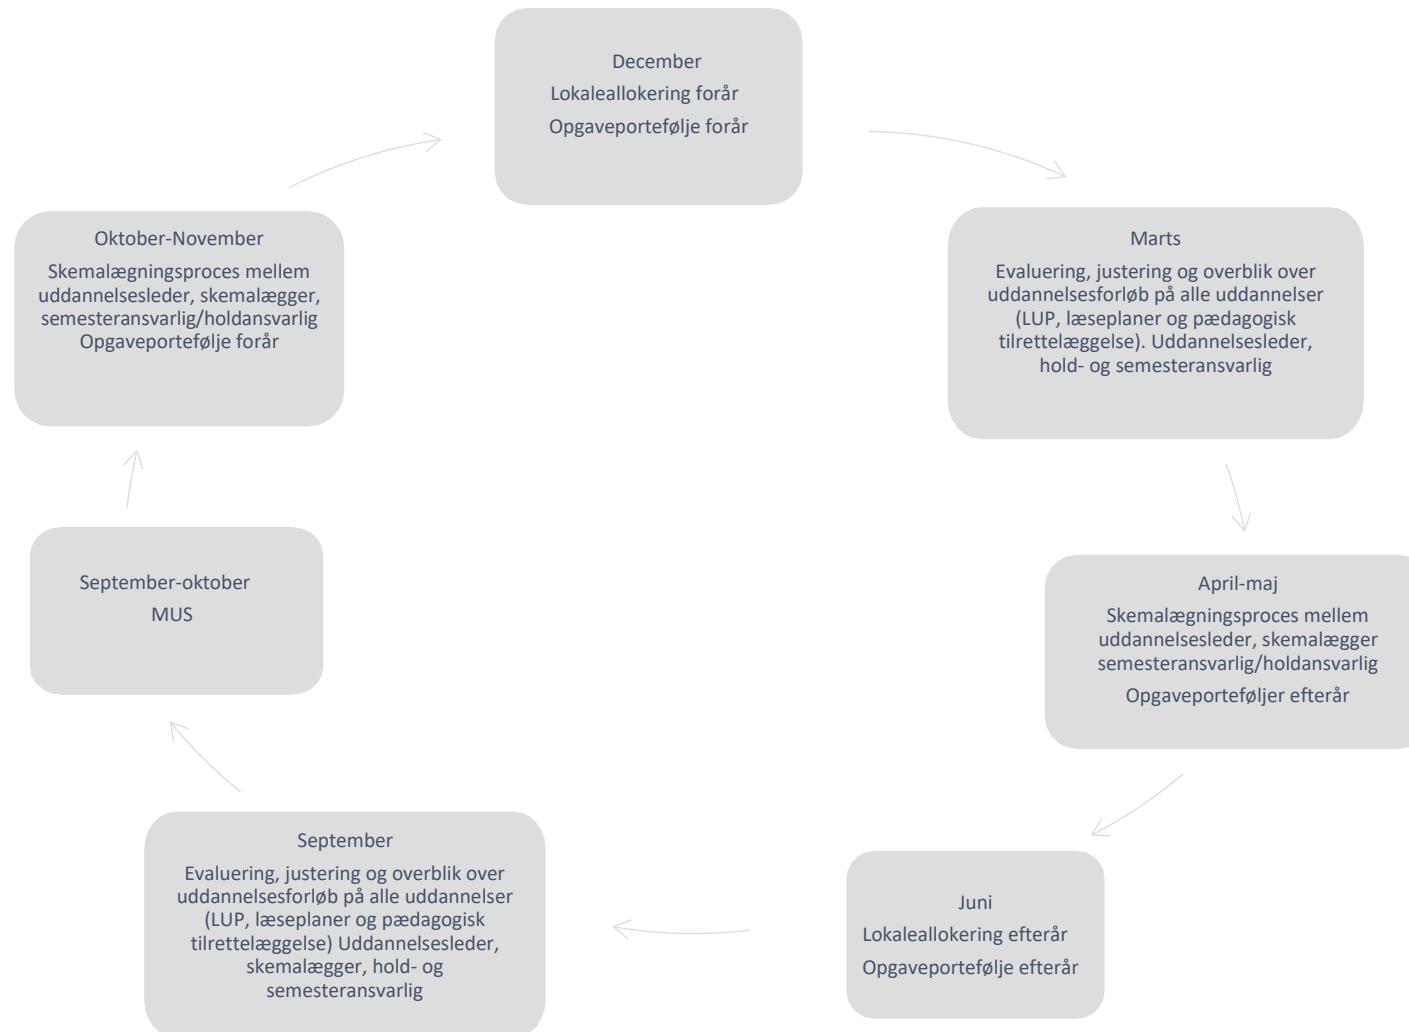 December
Lokaleallokering forår
Opgaveportefølje forår
Marts
Evaluering, justering og overblik over
uddannelsesforløb på alle uddannelser
(LUP, læseplaner og pædagogisk
tilrettelæggelse). Uddannelsesleder,
hold- og semesteransvarlig
April-maj
Skemalægningsproces mellem
uddannelsesleder, skemalægger
semesteransvarlig/holdansvarlig
Opgaveporteføljer efterår
Juni
Lokaleallokering efterår
Opgaveportefølje efterår
September
Evaluering, justering og overblik over
uddannelsesforløb på alle uddannelser
(LUP, læseplaner og pædagogisk
tilrettelæggelse) Uddannelsesleder,
skemalægger, hold- og
semesteransvarlig
September-oktober
MUS
Oktober-November
Skemalægningsproces mellem
uddannelsesleder, skemalægger,
semesteransvarlig/holdansvarlig
Opgaveportefølje forår